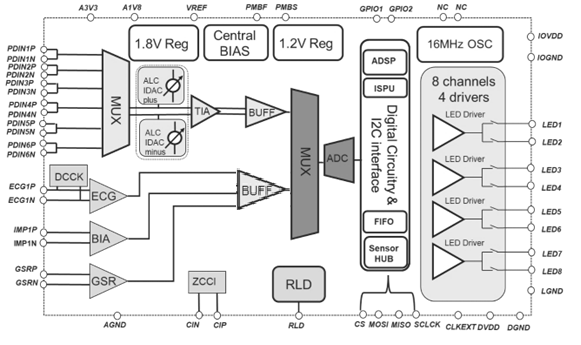 A3V3 A1V8 VREF PMBF PMBS GPIO1 GPIO2 NC NC
1.8V Reg
Central
BIAS
1.2V Reg
16MHz OSC
IOVDD
IOGND
PDIN1P
PDIN1N
PDIN2P
PDIN2N
PDIN3P
PDIN3N
PDIN4P
PDIN4N
PDIN5P
PDIN5N
PDIN6P
PDIN6N
MUX
ALC
IDAC
plus
ALC
IDAC
minus
TIA
BUFF
MUX
ADC
ADSP
ISPU
Digital Circuitry &
I2C interface
FIFO
Sensor
HUB
8 channels
4 drivers
LED Driver
LED Driver
LED Driver
LED Driver
LED1
LED2
LED3
LED4
LED5
LED6
LED7
LED8
LGND
DCCK
ECG1P
ECG1N
ECG
BUFF
IMP1P
IMP1N
BIA
GSRP
GSRN
GSR
ZCCI
RLD
AGND CIN CIP RLD CS MOSI MISO SCLCK CLKEXT DVDD DGND